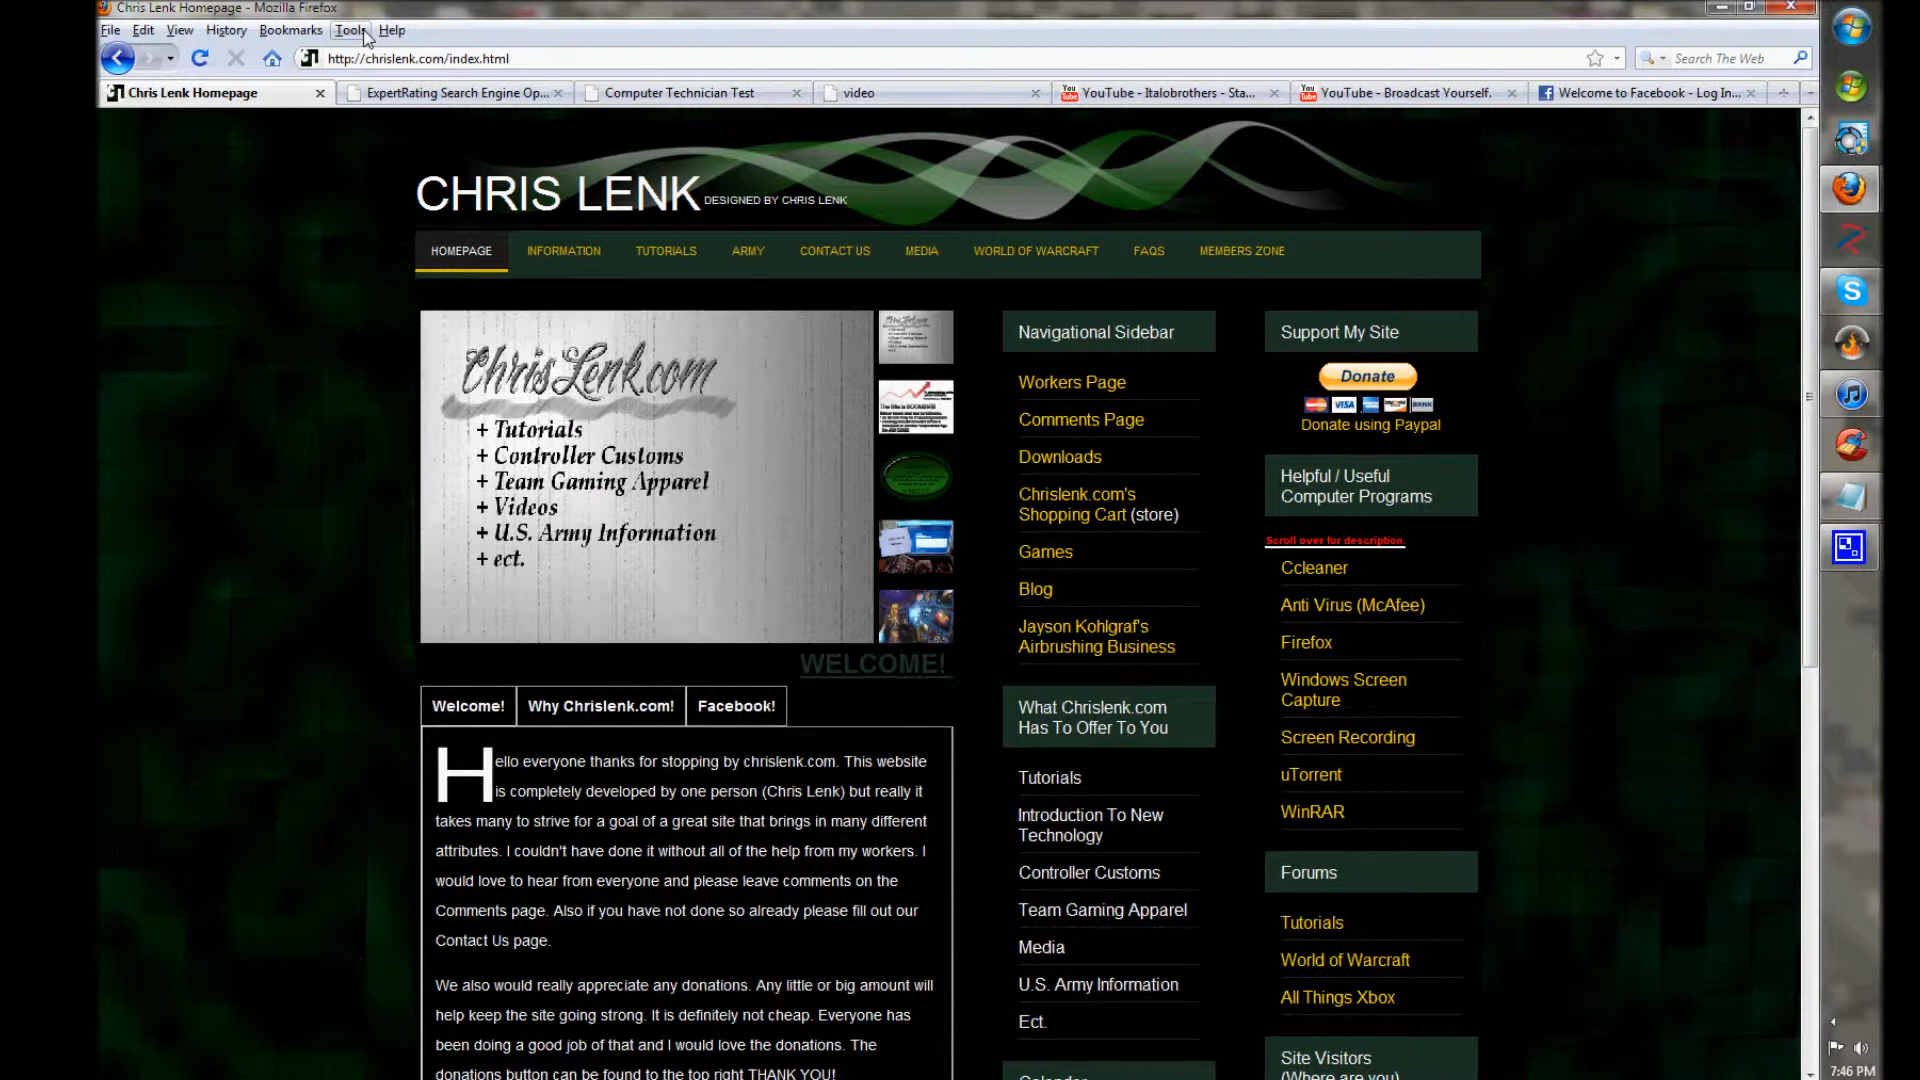 Chris Lenk Homepage - Mozilla Firefox
File Edit View History Bookmarks Tools Help
http://chrislenk.com/index.html
Search The Web
Chris Lenk Homepage
ExpertRating Search Engine Op...
Computer Technician Test
video
YouTube - Italobrothers - Sta...
YouTube - Broadcast Yourself.
Welcome to Facebook - Log In...
CHRIS LENK DESIGNED BY CHRIS LENK
HOMEPAGE INFORMATION TUTORIALS ARMY CONTACT US MEDIA WORLD OF WARCRAFT FAQS MEMBERS ZONE
ChrisLenk.com
+ Tutorials
+ Controller Customs
+ Team Gaming Apparel
+ Videos
+ U.S. Army Information
+ ect.
WELCOME!
Welcome! Why Chrislenk.com! Facebook!
Hello everyone thanks for stopping by chrislenk.com. This website
is completely developed by one person (Chris Lenk) but really it
takes many to strive for a goal of a great site that brings in many different
attributes. I couldn't have done it without all of the help from my workers. I
would love to hear from everyone and please leave comments on the
Comments page. Also if you have not done so already please fill out our
Contact Us page.
We also would really appreciate any donations. Any little or big amount will
help keep the site going strong. It is definitely not cheap. Everyone has
been doing a good job of that and I would love the donations. The
donations button can be found to the top right THANK YOU!
Navigational Sidebar
Workers Page
Comments Page
Downloads
Chrislenk.com's
Shopping Cart (store)
Games
Blog
Jayson Kohlgraf's
Airbrushing Business
What Chrislenk.com
Has To Offer To You
Tutorials
Introduction To New
Technology
Controller Customs
Team Gaming Apparel
Media
U.S. Army Information
Ect.
Calendar
Support My Site
Donate
VISA
BANK
Donate using Paypal
Helpful / Useful
Computer Programs
Scroll over for description.
Ccleaner
Anti Virus (McAfee)
Firefox
Windows Screen
Capture
Screen Recording
uTorrent
WinRAR
Forums
Tutorials
World of Warcraft
All Things Xbox
Site Visitors
(Where are you)
7:46 PM